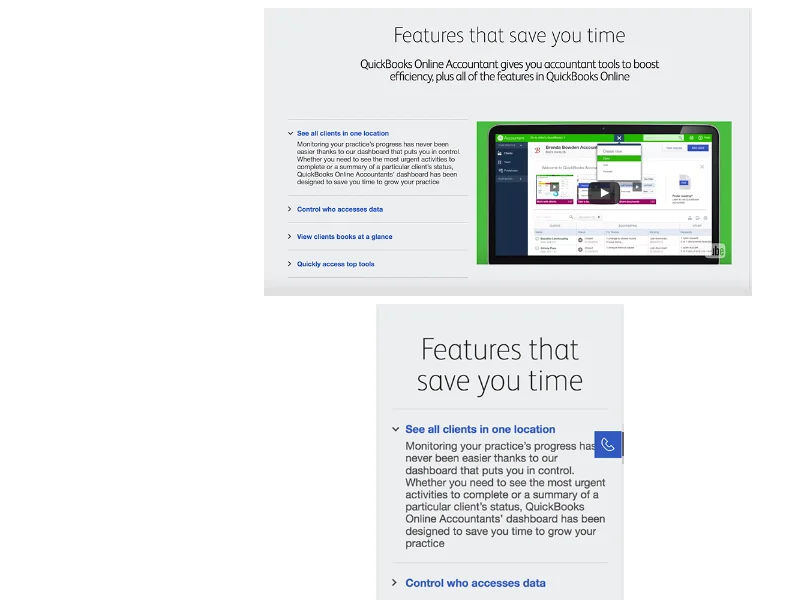 Features that save you time
QuickBooks Online Accountant gives you accountant tools to boost
efficiency, plus all of the features in QuickBooks Online
See all clients in one location
Monitoring your practice's progress has never been
easier thanks to our dashboard that puts you in control.
Whether you need to see the most urgent activities to
complete or a summary of a particular client's status,
QuickBooks Online Accountants' dashboard has been
designed to save you time to grow your practice
Control who accesses data
View clients books at a glance
Quickly access top tools
Accountant
Brenda Bowden Accou
Features that
save you time
See all clients in one location
Monitoring your practice's progress has
never been easier thanks to our
dashboard that puts you in control.
Whether you need to see the most urgent
activities to complete or a summary of a
particular client's status, QuickBooks
Online Accountants' dashboard has been
designed to save you time to grow your
practice
Control who accesses data